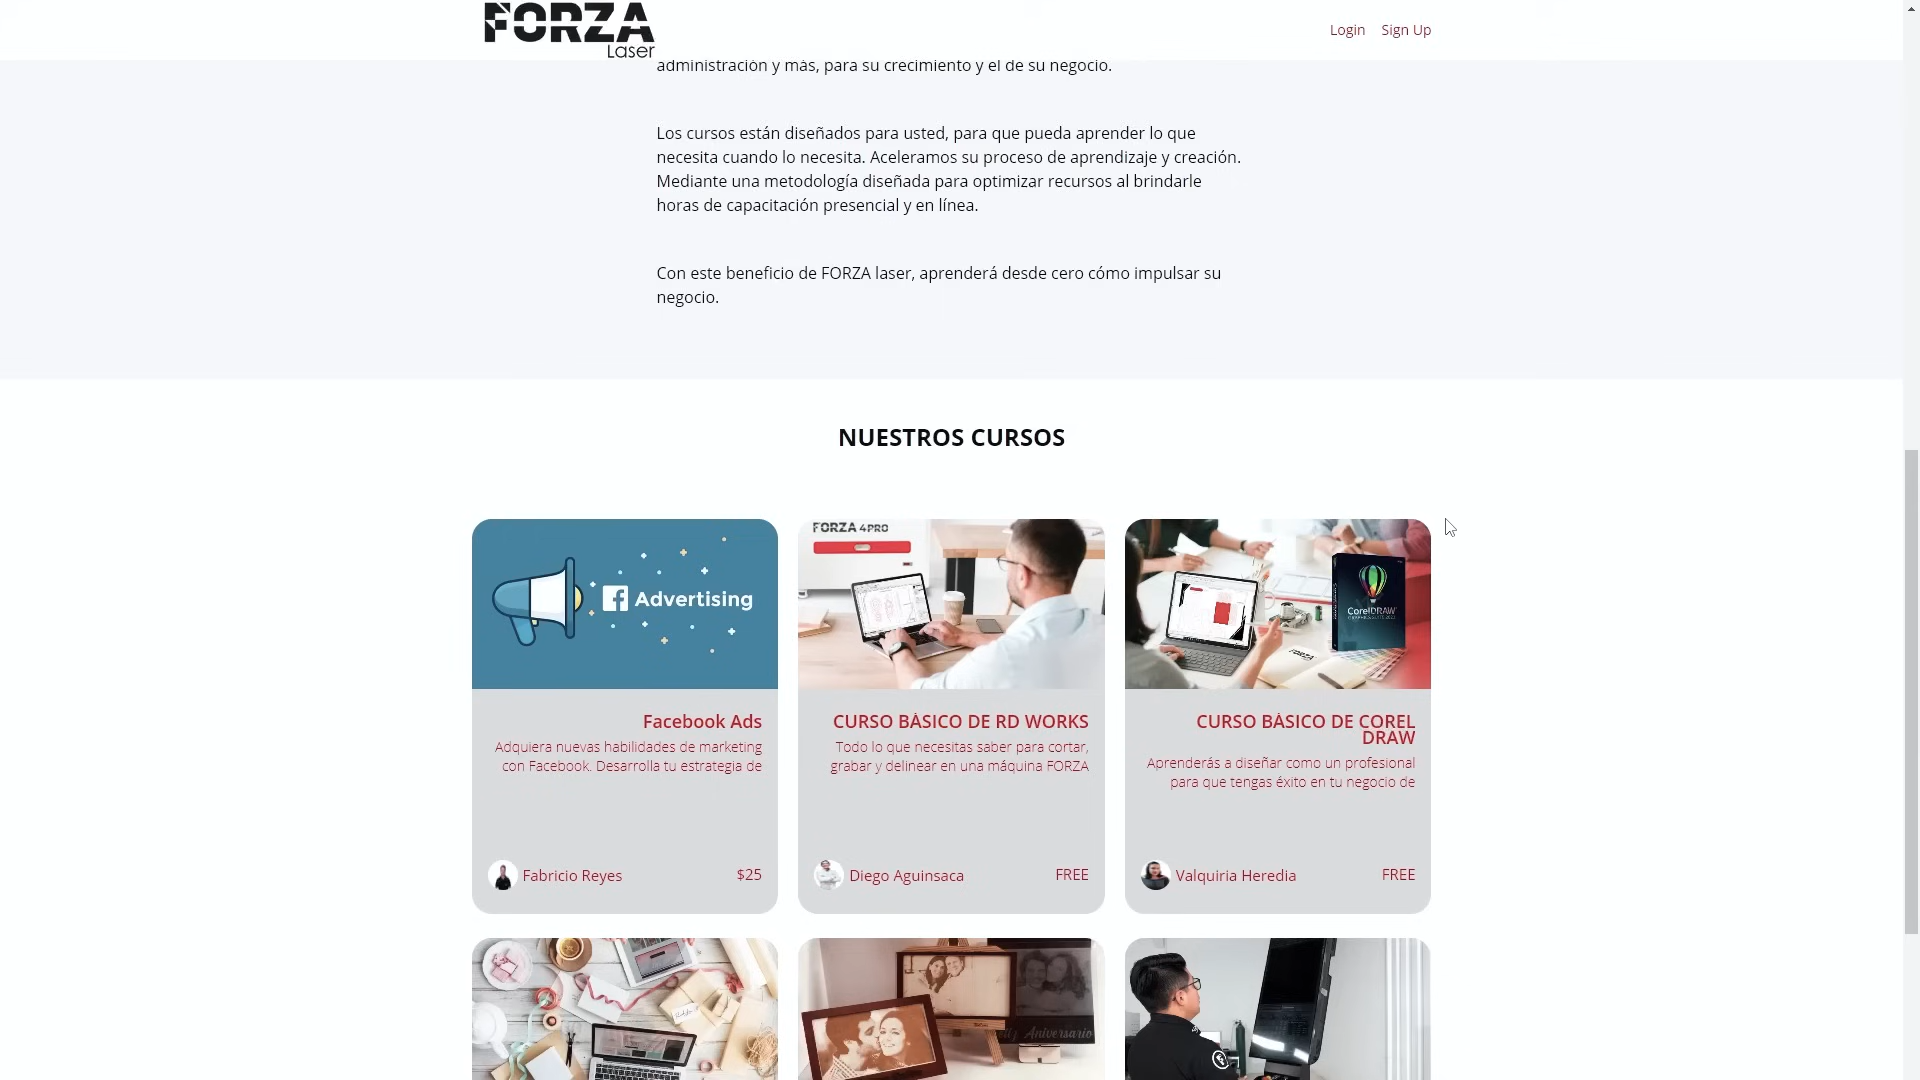 FORZA
Laser
Login
Sign Up
administración y más, para su crecimiento y el de su negocio.
Los cursos están diseñados para usted, para que pueda aprender lo que
necesita cuando lo necesita. Aceleramos su proceso de aprendizaje y creación.
Mediante una metodología diseñada para optimizar recursos al brindarle
horas de capacitación presencial y en línea.
Con este beneficio de FORZA laser, aprenderá desde cero cómo impulsar su
negocio.
NUESTROS CURSOS
Advertising
FORZA 4PRO
CorelDRAW
FORZA
Facebook Ads
Adquiera nuevas habilidades de marketing
con Facebook. Desarrolla tu estrategia de
Fabricio Reyes
$25
CURSO BÁSICO DE RD WORKS
Todo lo que necesitas saber para cortar,
grabar y delinear en una máquina FORZA
Diego Aguinsaca
FREE
CURSO BÁSICO DE COREL
DRAW
Aprenderás a diseñar como un profesional
para que tengas éxito en tu negocio de
Valquiria Heredia
FREE
Aniversario